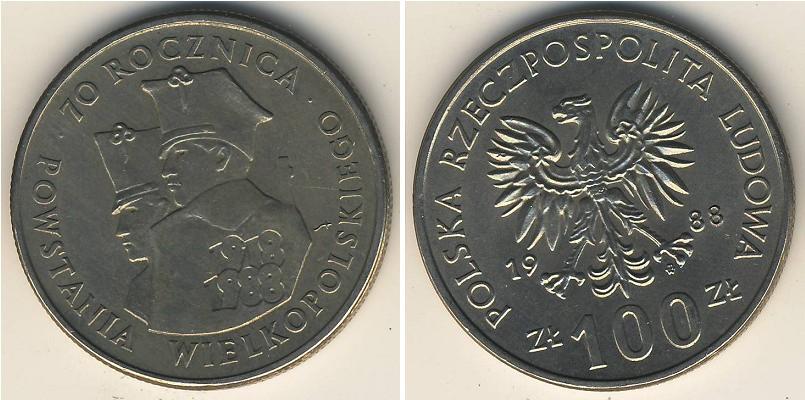 70 ROCZNICA
POWSTANIA WIELKOPOLSKIEGO
1918
1988
POLSKA RZECZPOSPOLITA LUDOWA
19 88
ZŁ 100 ZŁ